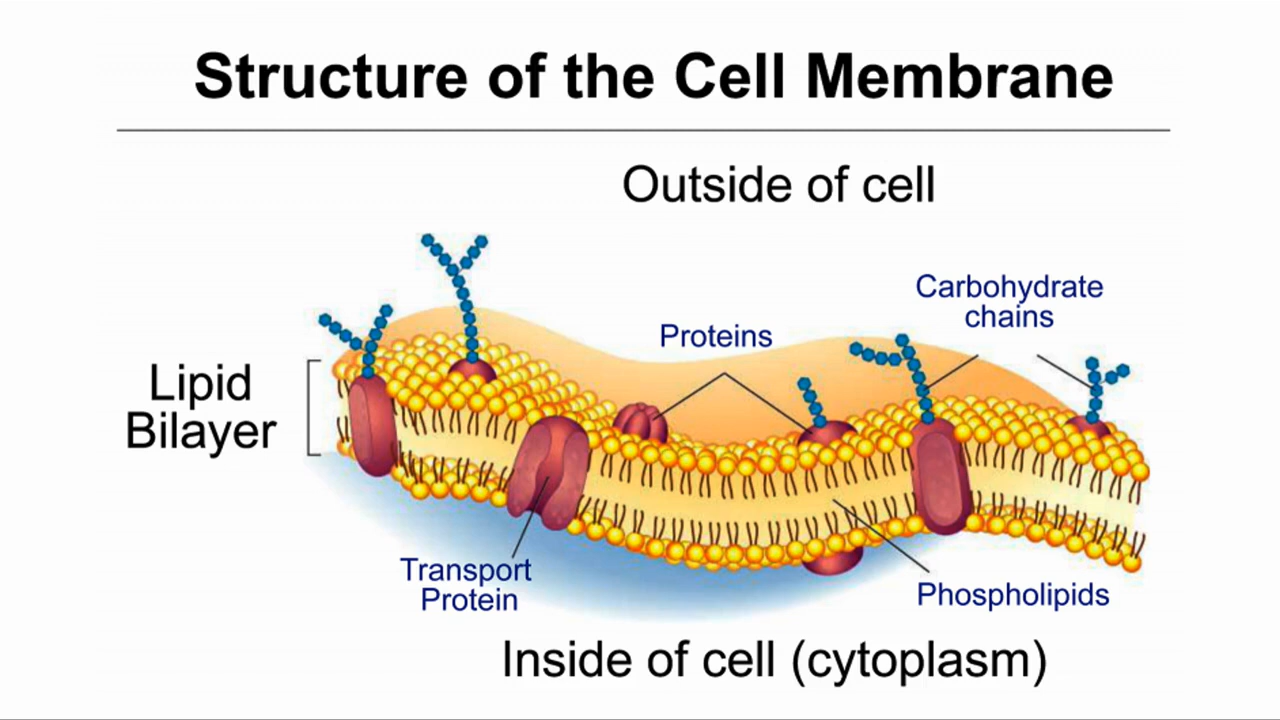 Structure of the Cell Membrane
Outside of cell
Carbohydrate
chains
Proteins
Lipid
Bilayer
Transport
Protein
Phospholipids
Inside of cell (cytoplasm)